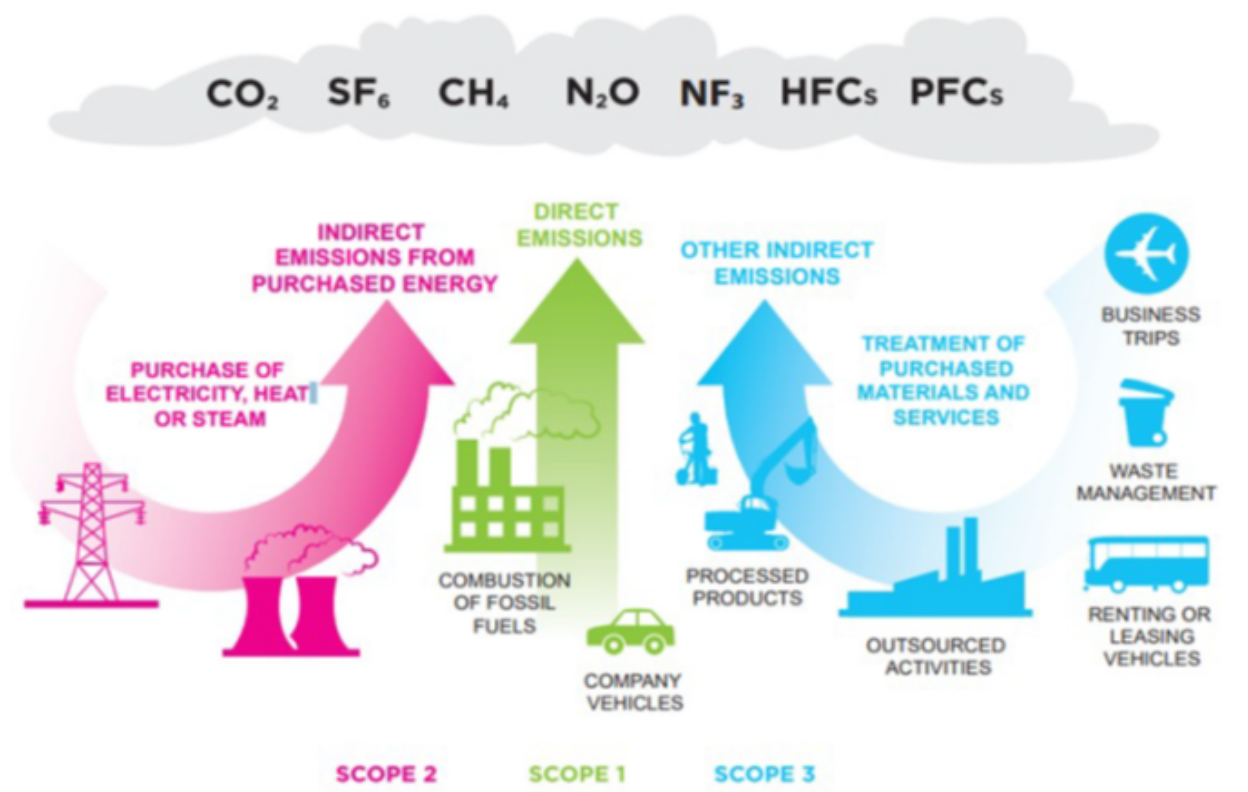 CO₂ SF₆ CH₄ N₂O NF₃ HFCs PFCs
INDIRECT
EMISSIONS FROM
PURCHASED ENERGY
PURCHASE OF
ELECTRICITY, HEAT
OR STEAM
DIRECT
EMISSIONS
COMBUSTION
OF FOSSIL
FUELS
COMPANY
VEHICLES
OTHER INDIRECT
EMISSIONS
TREATMENT OF
PURCHASED
MATERIALS AND
SERVICES
PROCESSED
PRODUCTS
OUTSOURCED
ACTIVITIES
BUSINESS
TRIPS
WASTE
MANAGEMENT
RENTING OR
LEASING
VEHICLES
SCOPE 2 SCOPE 1 SCOPE 3